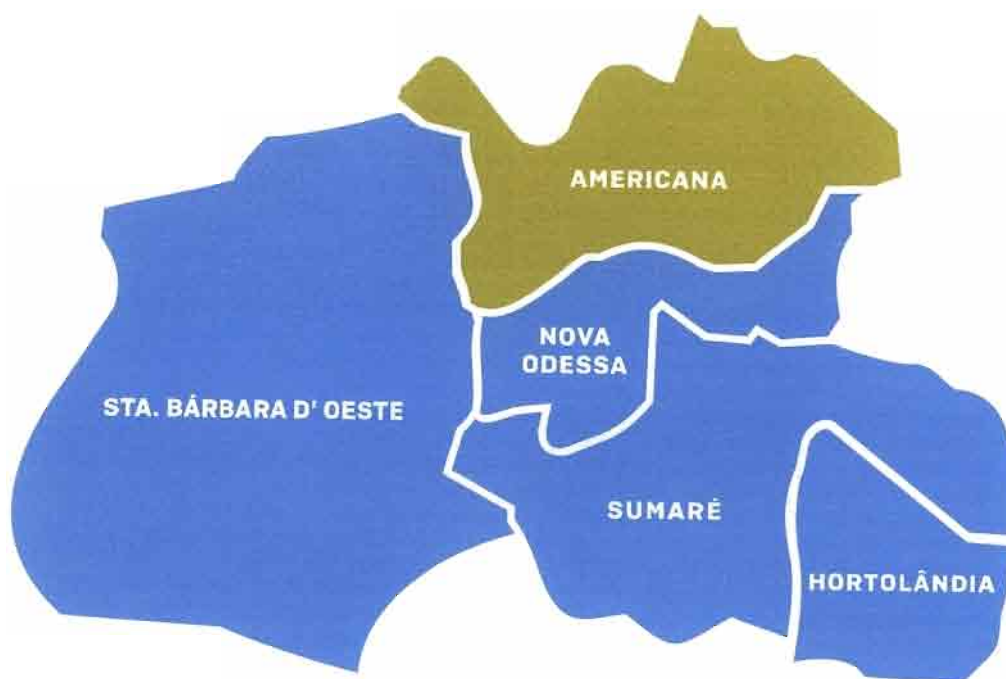 AMERICANA
NOVA
ODESSA
STA. BÁRBARA D' OESTE
SUMARÉ
HORTOLÂNDIA